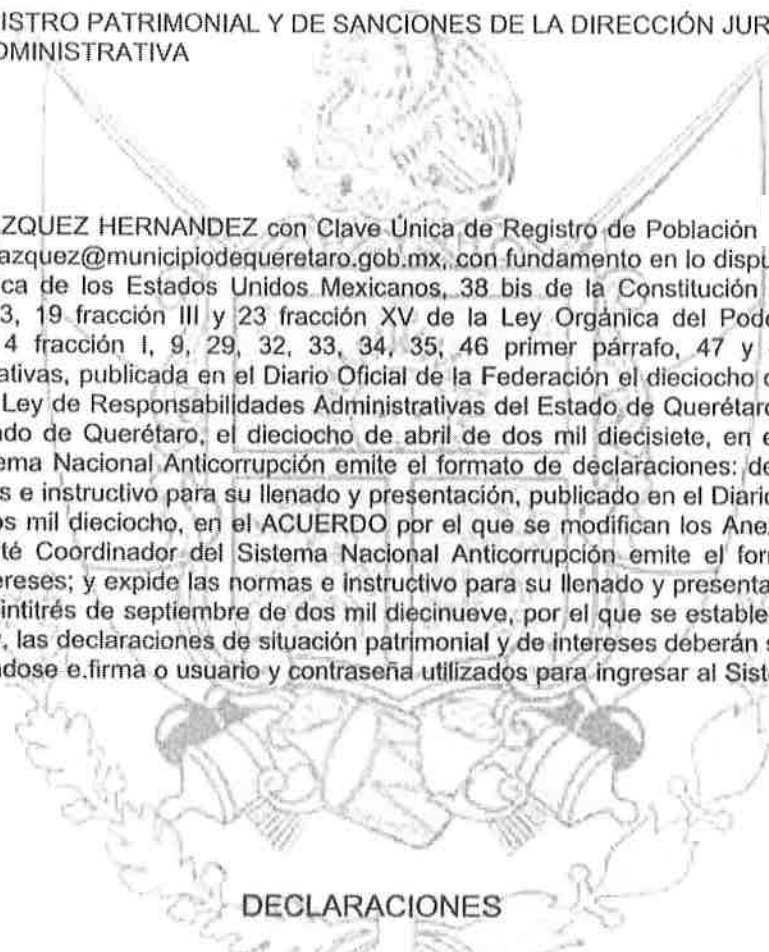 ISTRO PATRIMONIAL Y DE SANCIONES DE LA DIRECCIÓN JUR
DMINISTRATIVA
ZQUEZ HERNANDEZ con Clave Única de Registro de Población
azquez@municipiodequeretaro.gob.mx, con fundamento en lo dispu
ca de los Estados Unidos Mexicanos, 38 bis de la Constitución
3, 19 fracción III y 23 fracción XV de la Ley Orgánica del Pod
4 fracción I, 9, 29, 32, 33, 34, 35, 46 primer párrafo, 47 y
ativas, publicada en el Diario Oficial de la Federación el dieciocho
Ley de Responsabilidades Administrativas del Estado de Querétaro
do de Querétaro, el dieciocho de abril de dos mil diecisiete, en e
ema Nacional Anticorrupción emite el formato de declaraciones: de
s e instructivo para su llenado y presentación, publicado en el Diario
os mil dieciocho, en el ACUERDO por el que se modifican los Ane
té Coordinador del Sistema Nacional Anticorrupción emite el for
ereses; y expide las normas e instructivo para su llenado y presenta
intitrés de septiembre de dos mil diecinueve, por el que se estable
, las declaraciones de situación patrimonial y de intereses deberán s
ndose e.firma o usuario y contraseña utilizados para ingresar al Sist
DECLARACIONES